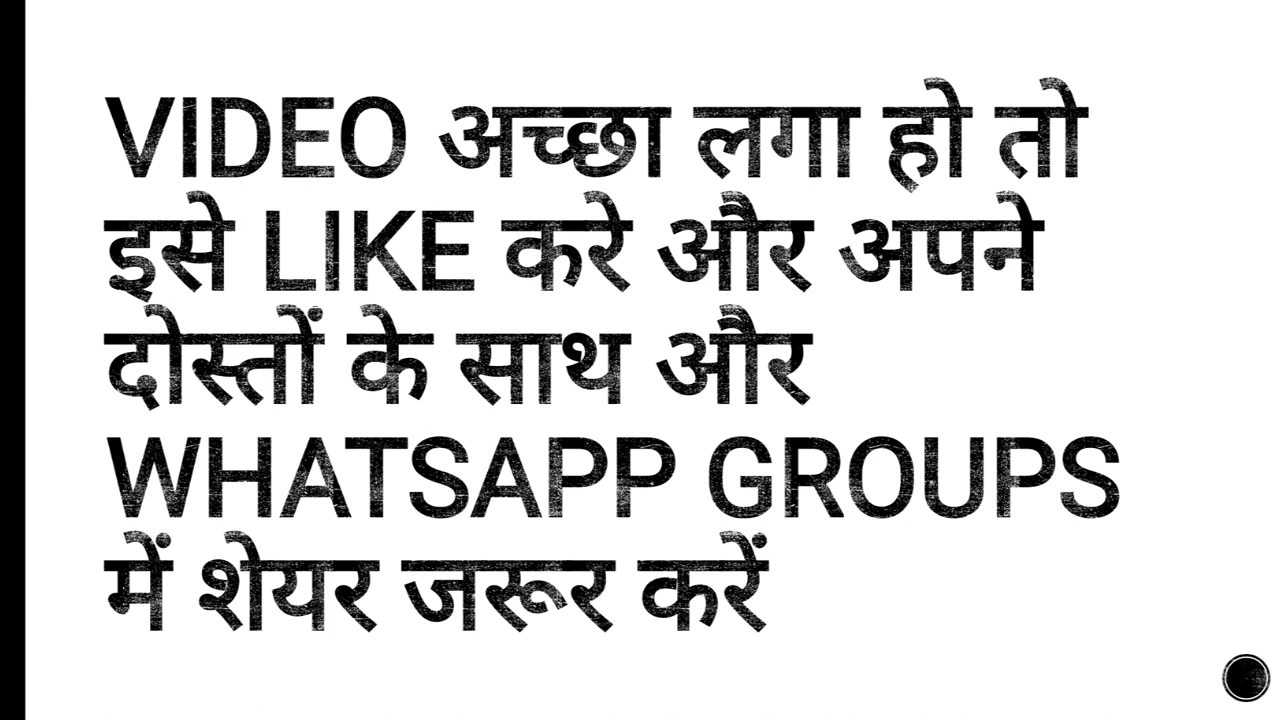 VIDEO अच्छा लगा हो तो
इसे LIKE करे और अपने
दोस्तों के साथ और
WHATSAPP GROUPS
में शेयर जरूर करें